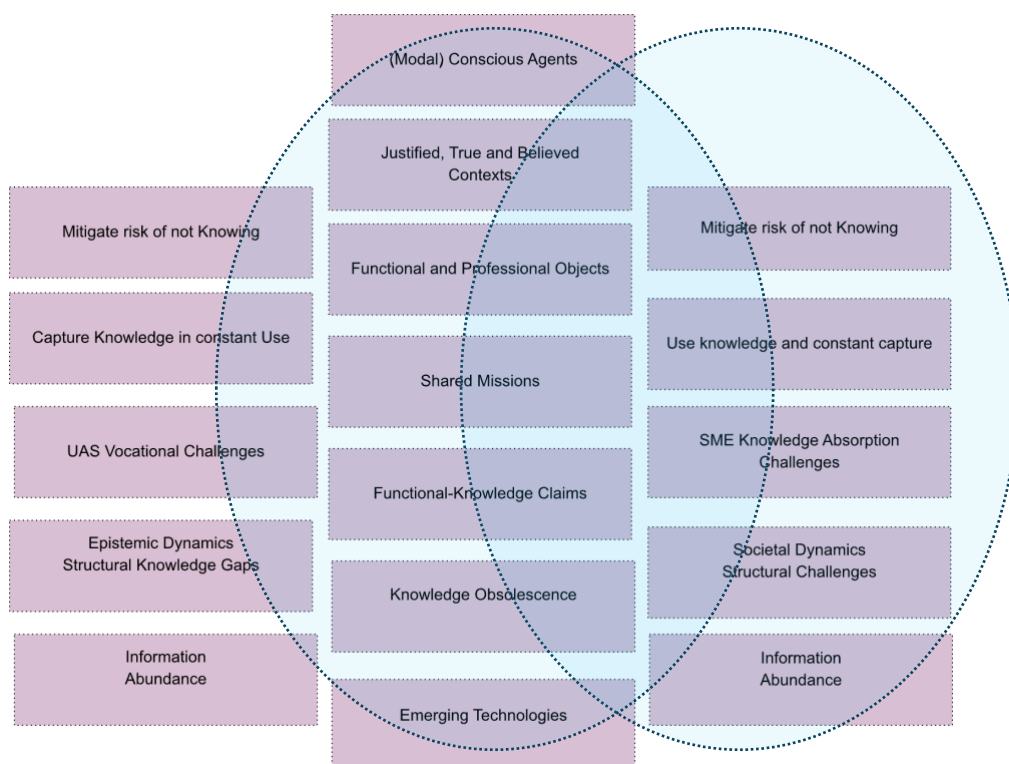 (Modal) Conscious Agents
Justified, True and Believed
Contexts
Mitigate risk of not Knowing
Mitigate risk of not Knowing
Functional and Professional Objects
Capture Knowledge in constant Use
Use knowledge and constant capture
Shared Missions
UAS Vocational Challenges
SME Knowledge Absorption
Challenges
Functional-Knowledge Claims
Epistemic Dynamics
Structural Knowledge Gaps
Societal Dynamics
Structural Challenges
Knowledge Obsolescence
Information
Abundance
Information
Abundance
Emerging Technologies